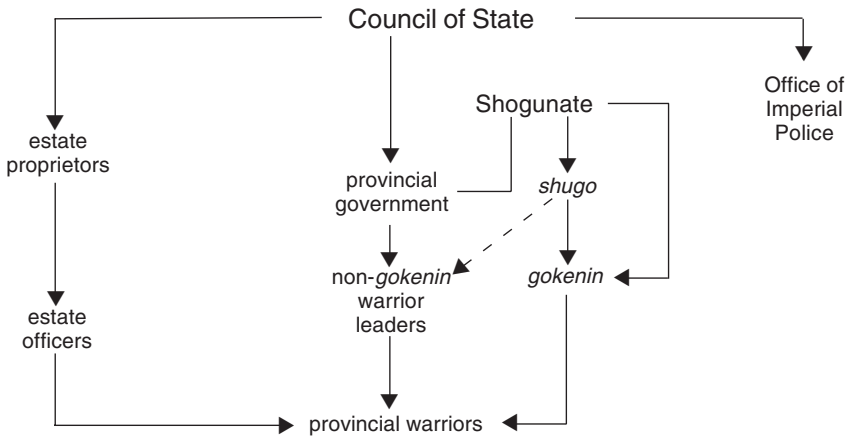 Council of State
Office of
Imperial
Police
Shogunate
estate
proprietors
provincial
government
shugo
non-gokenin
warrior
leaders
gokenin
estate
officers
provincial warriors